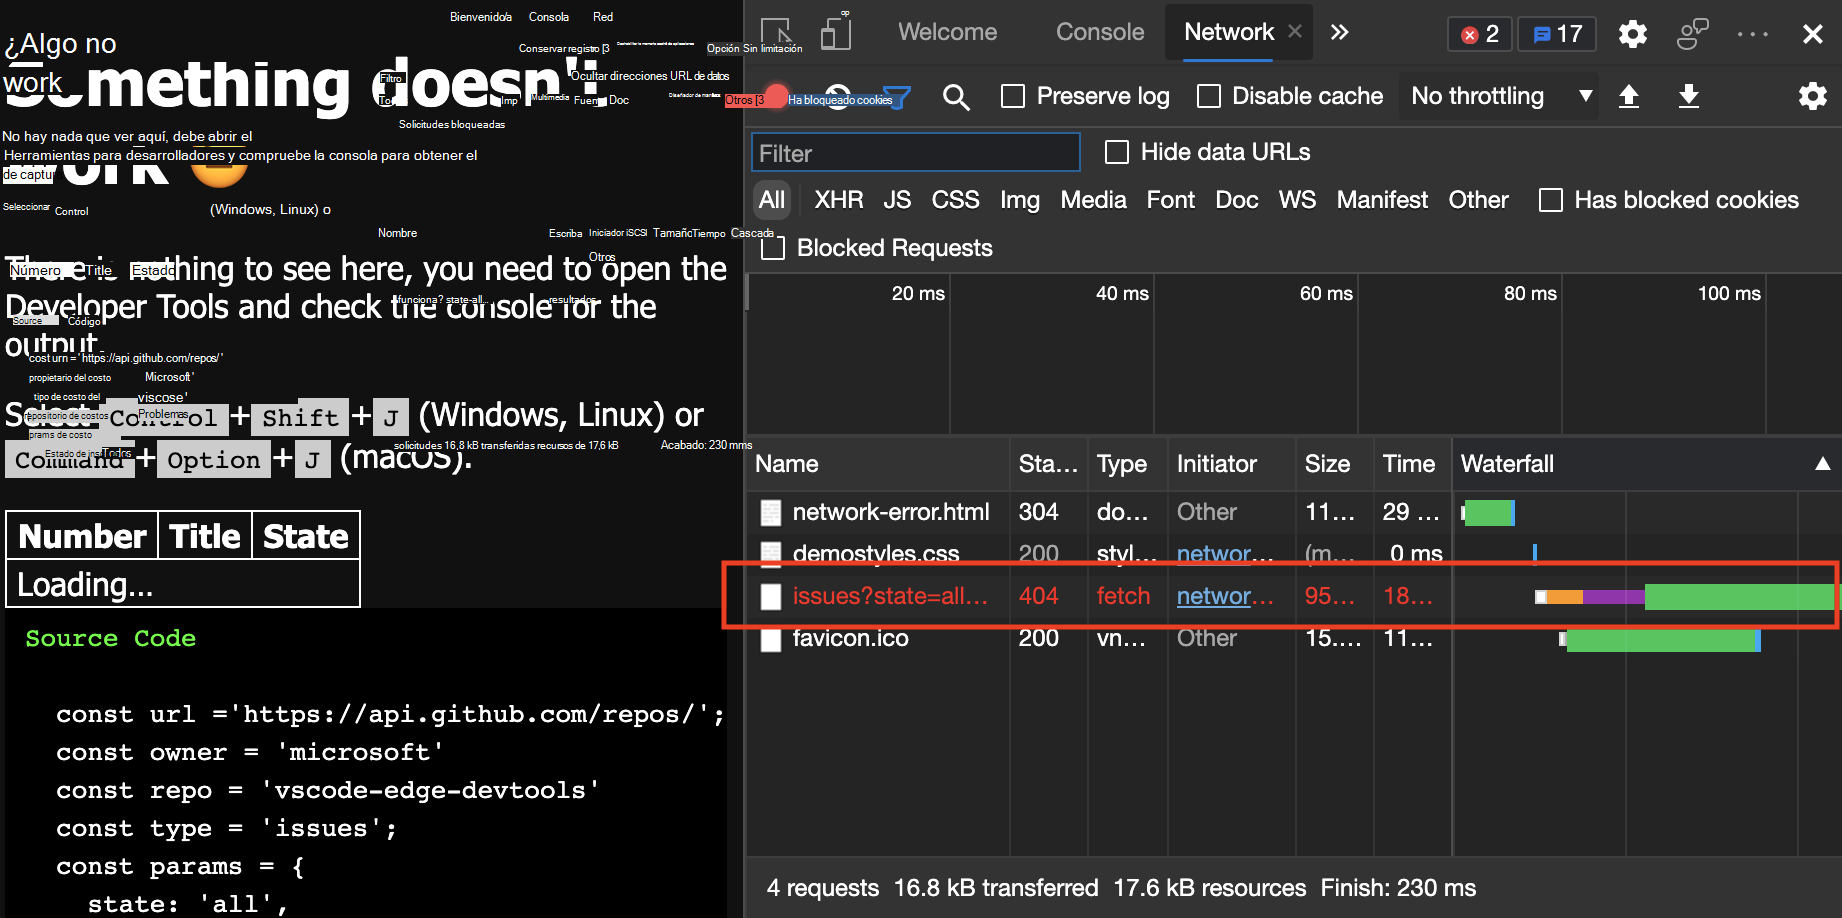 Bienvenido/a Consola Red
¿Algo no
work
Conservar registro [3
Opción Sin limitación
mething doesn't
Filtro
Ocultar direcciones URL de datos
Imp Multimedia Fuent Doc
Otros [3 Ha bloqueado cookies
Solicitudes bloqueadas
No hay nada que ver aquí, debe abrir el
Herramientas para desarrolladores y compruebe la consola para obtener el
de captur
work
Seleccionar Control (Windows, Linux) o
Nombre Escriba Iniciador iSCSI Tamaño Tiempo Cascada
Otros
Número Title Estado
There is nothing to see here, you need to open the
funciona? state-all... resultados
Developer Tools and check the console for the
Source Código
output.
cost urn = ' https://api.github.com/repos/ '
propietario del costo Microsoft '
tipo de costo del viscose '
repositorio de costos Problemas
Select Control + Shift + J (Windows, Linux) or
prams de costo
Todos
solicitudes 16,8 kB transferidas recursos de 17,6 kB Acabado: 230 mms
Command + Option + J (macOS).
Number Title State
Loading...
Source Code
const url ='https://api.github.com/repos/';
const owner = 'microsoft'
const repo = 'vscode-edge-devtools'
const type = 'issues';
const params = {
state: 'all',
Welcome Console Network 2 17
Preserve log Disable cache No throttling
Filter Hide data URLs
All XHR JS CSS Img Media Font Doc WS Manifest Other Has blocked cookies
Blocked Requests
20 ms 40 ms 60 ms 80 ms 100 ms
Name Sta... Type Initiator Size Time Waterfall
network-error.html 304 do... Other 11... 29 ...
demostyles.css 200 styl... networ... (m... 0 ms
issues?state=all... 404 fetch networ... 95... 18...
favicon.ico 200 vn... Other 15.... 11...
4 requests 16.8 kB transferred 17.6 kB resources Finish: 230 ms